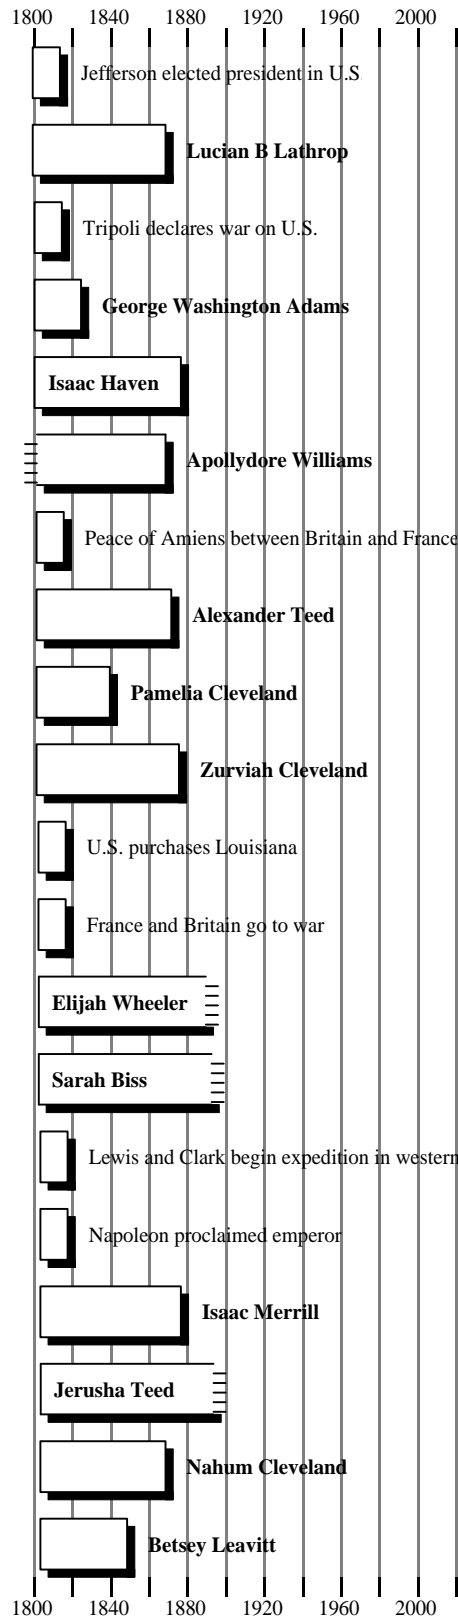 1800 1840 1880 1920 1960 2000
Jefferson elected president in U.S
Lucian B Lathrop
Tripoli declares war on U.S.
George Washington Adams
Isaac Haven
Apollydore Williams
Peace of Amiens between Britain and France
Alexander Teed
Pamelia Cleveland
Zurviah Cleveland
U.S. purchases Louisiana
France and Britain go to war
Elijah Wheeler
Sarah Biss
Lewis and Clark begin expedition in western
Napoleon proclaimed emperor
Isaac Merrill
Jerusha Teed
Nahum Cleveland
Betsey Leavitt
1800 1840 1880 1920 1960 2000